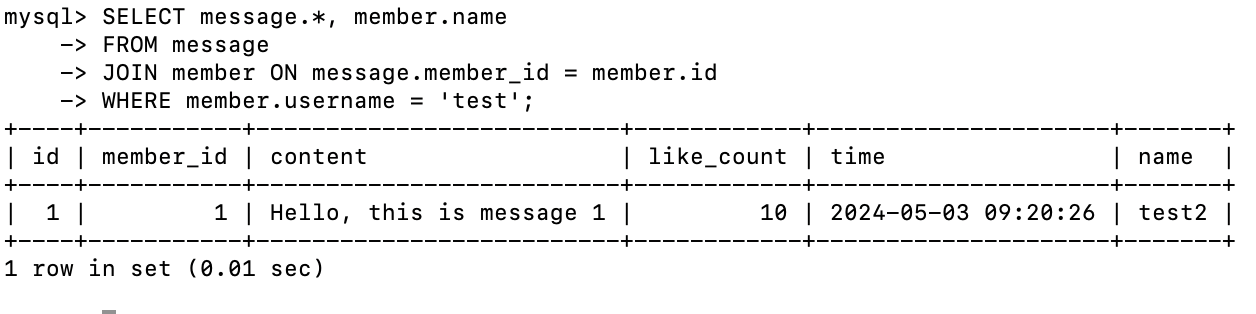 mysql> SELECT message.*, member.name
    -> FROM message
    -> JOIN member ON message.member_id = member.id
    -> WHERE member.username = 'test';
+----+-----------+--------------------------+------------+---------------------+-------+
| id | member_id | content                  | like_count | time                | name  |
+----+-----------+--------------------------+------------+---------------------+-------+
|  1 |         1 | Hello, this is message 1 |         10 | 2024-05-03 09:20:26 | test2 |
+----+-----------+--------------------------+------------+---------------------+-------+
1 row in set (0.01 sec)